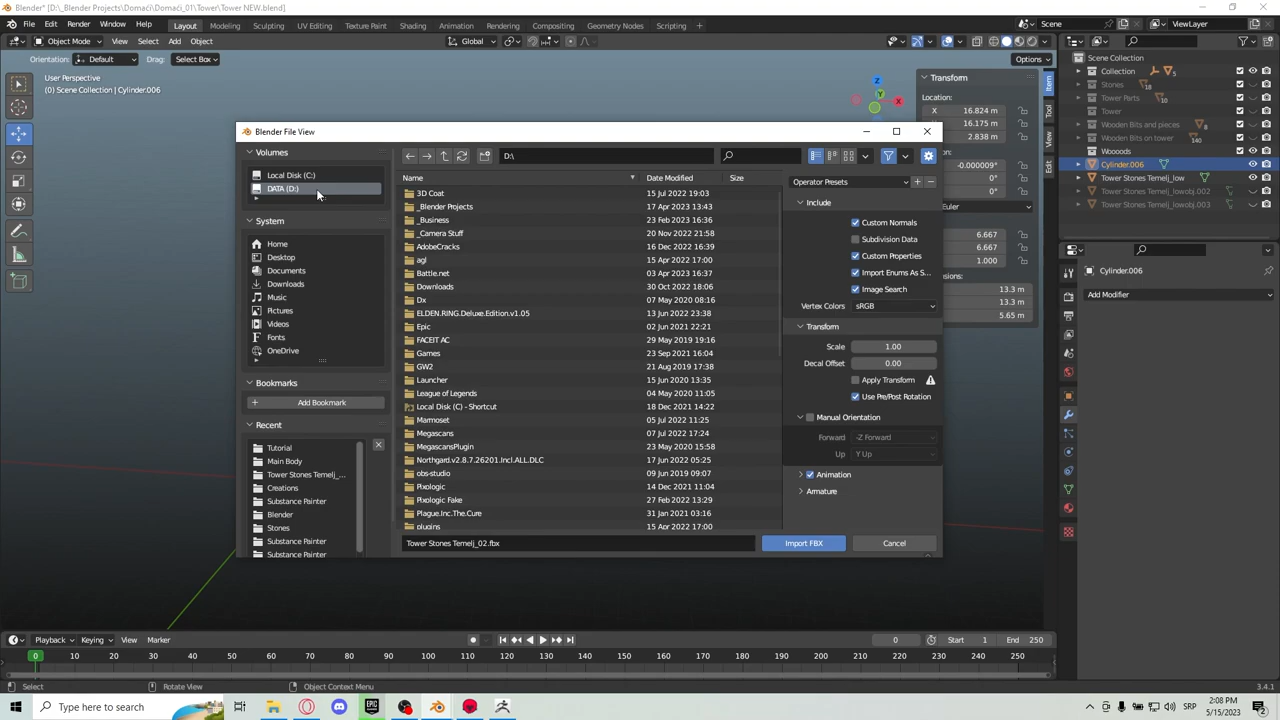 Blender* [D:\_Blender Projects\Domaći\Domaći_01\Tower\Tower NEW.blend]
File Edit Render Window Help Layout Modeling Sculpting UV Editing Texture Paint Shading Animation Rendering Compositing Geometry Nodes Scripting + Scene ViewLayer
Object Mode View Select Add Object Global
Orientation: Default Drag: Select Box Options
User Perspective
(0) Scene Collection | Cylinder.006
X
Y
Z
Transform
Location:
X 16.824 m
16.175 m
2.838 m
-0.000009°
0°
0°
Euler
6.667
6.667
1.000
13.3 m
13.3 m
5.65 m
Item
Tool
View
Edit
Scene Collection
Collection 5
Stones 18
Tower Parts 10
Tower
Wooden Bits and pieces 8
Wooden Bits on tower 140
Wooods
Cylinder.006
Tower Stones Temelj_low
Tower Stones Temelj_lowobj.002
Tower Stones Temelj_lowobj.003
Cylinder.006
Add Modifier
Blender File View
Volumes
Local Disk (C:)
DATA (D:)
System
Home
Desktop
Documents
Downloads
Music
Pictures
Videos
Fonts
OneDrive
Bookmarks
Add Bookmark
Recent
Tutorial
Main Body
Tower Stones Temelj_...
Creations
Substance Painter
Blender
Stones
Substance Painter
Substance Painter
D:\
Name Date Modified Size
3D Coat 15 Jul 2022 19:03
_Blender Projects 17 Apr 2023 13:43
_Business 23 Feb 2023 16:36
_Camera Stuff 20 Nov 2022 21:58
AdobeCracks 16 Dec 2022 16:39
agl 15 Apr 2022 17:00
Battle.net 03 Apr 2023 16:37
Downloads 30 Oct 2022 18:06
Dx 07 May 2020 08:16
ELDEN.RING.Deluxe.Edition.v1.05 13 Jun 2022 23:38
Epic 02 Jun 2021 22:21
FACEIT AC 29 May 2019 19:16
Games 23 Sep 2021 16:04
GW2 21 Aug 2019 17:38
Launcher 15 Jun 2020 13:35
League of Legends 04 May 2020 11:05
Local Disk (C) - Shortcut 18 Dec 2021 14:22
Marmoset 05 Jul 2022 11:25
Megascans 07 Jul 2022 17:24
MegascansPlugin 23 May 2020 15:58
Northgard.v2.8.7.26201.Incl.ALL.DLC 17 Jun 2022 05:25
obs-studio 09 Jun 2019 09:07
Pixologic 14 Dec 2021 11:04
Pixologic Fake 27 Feb 2022 13:29
Plague.Inc.The.Cure 31 Jan 2021 03:16
plugins 15 Apr 2022 17:00
Operator Presets
Include
Custom Normals
Subdivision Data
Custom Properties
Import Enums As S...
Image Search
Vertex Colors sRGB
Transform
Scale 1.00
Decal Offset 0.00
Apply Transform
Use Pre/Post Rotation
Manual Orientation
Forward -Z Forward
Up Y Up
Animation
Armature
Tower Stones Temelj_02.fbx Import FBX Cancel
Playback Keying View Marker 0 Start 1 End 250
0 10 20 30 40 50 60 70 80 90 100 110 120 130 140 150 160 170 180 190 200 210 220 230 240 250
Select Rotate View Object Context Menu 3.4.1
Type here to search
SRP
2:08 PM
5/15/2023
2